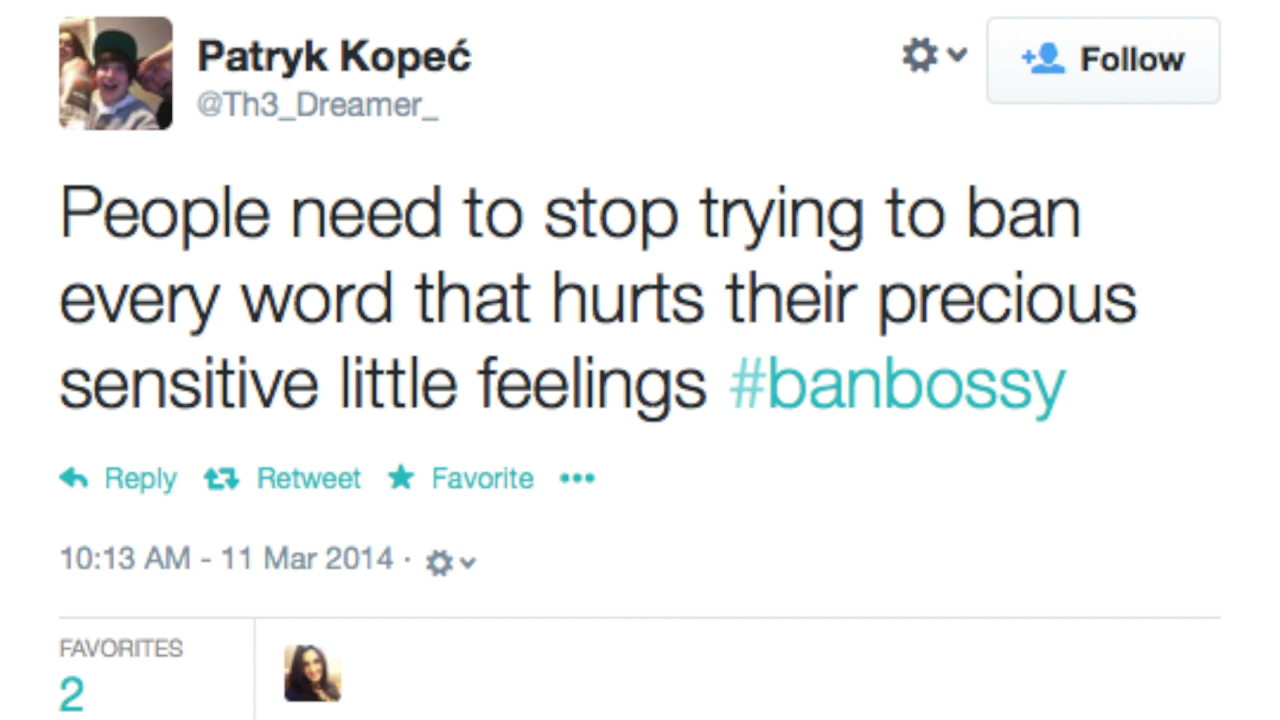 Patryk Kopeć
Follow
@Th3_Dreamer_
People need to stop trying to ban
every word that hurts their precious
sensitive little feelings #banbossy
Reply Retweet Favorite •••
10:13 AM - 11 Mar 2014 ·
FAVORITES
2